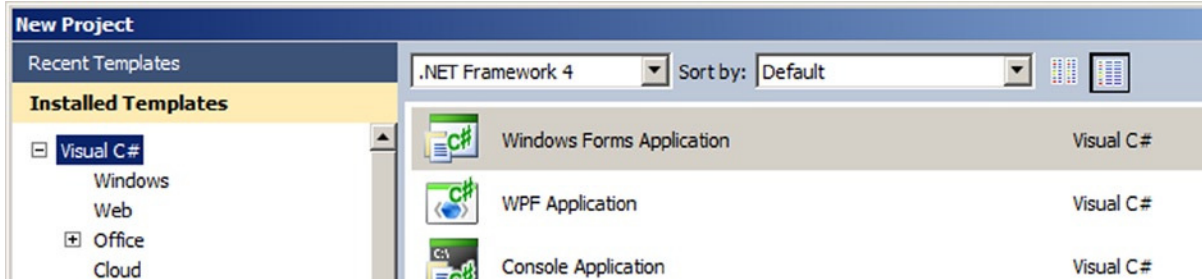 New Project
Recent Templates
Installed Templates
Visual C#
Windows
Web
Office
Cloud
.NET Framework 4 Sort by: Default
C# Windows Forms Application Visual C#
C# WPF Application Visual C#
C:\ Console Application Visual C#